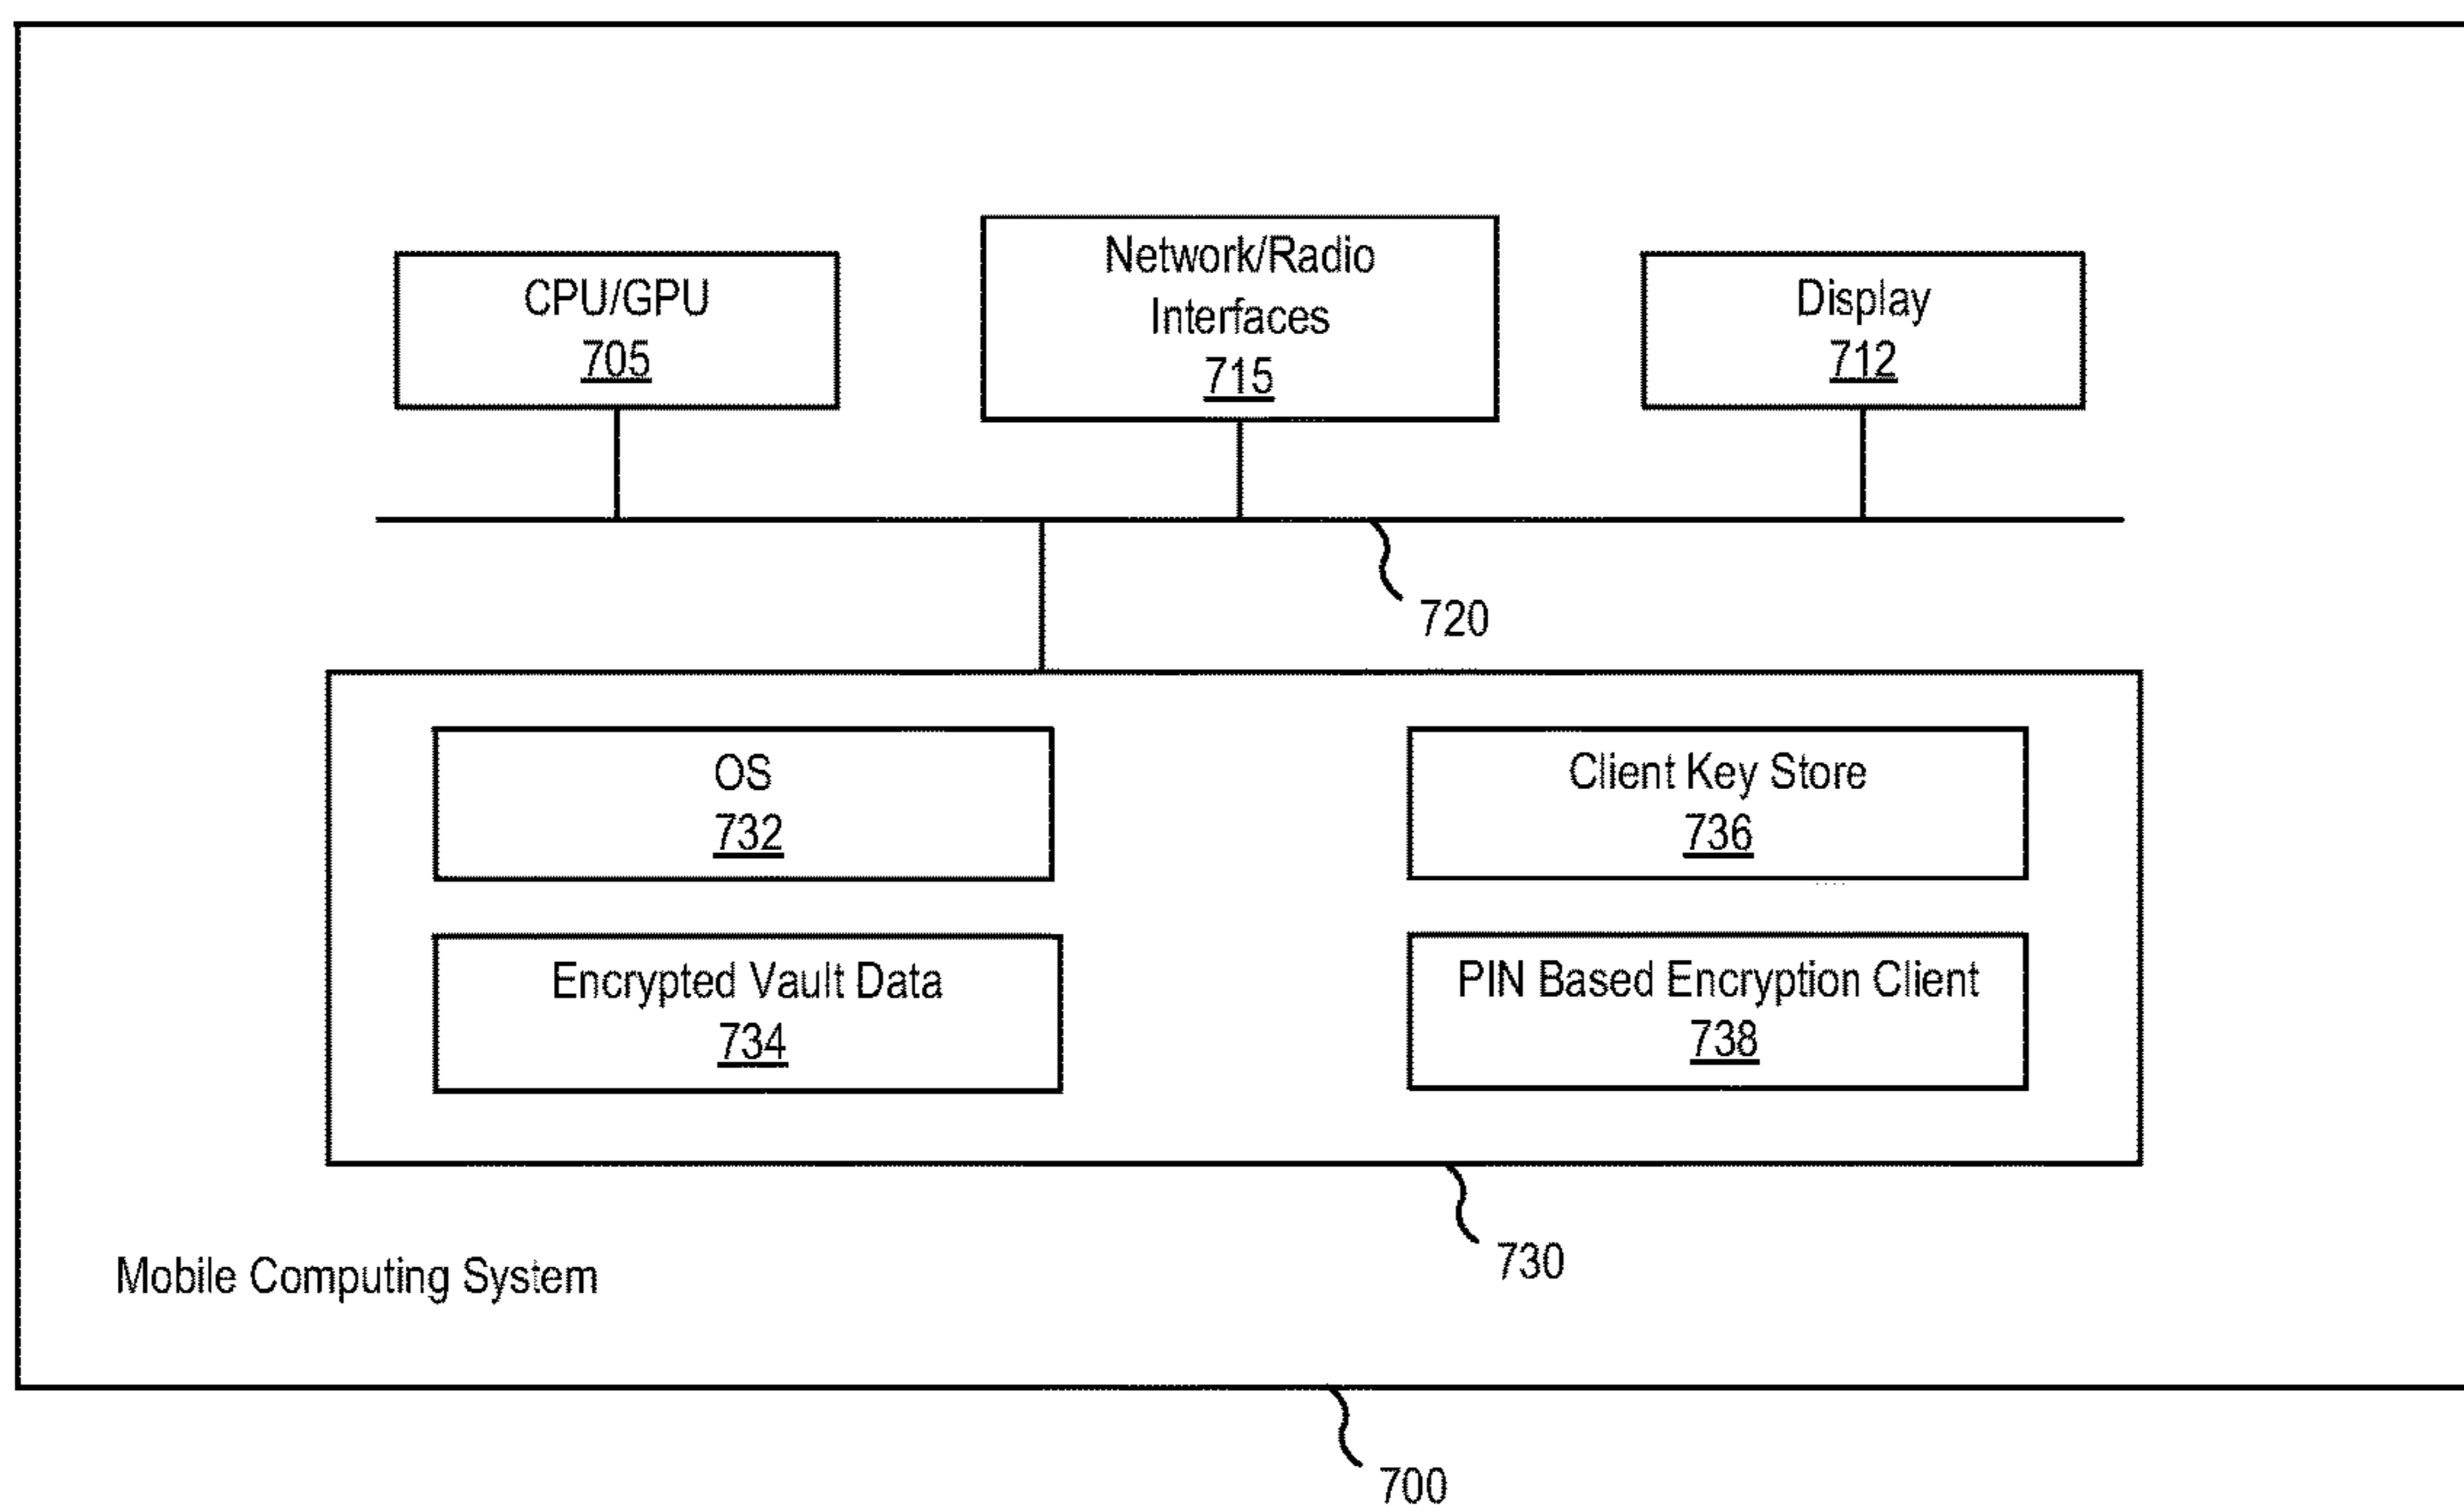 CPU/GPU
705
Network/Radio
Interfaces
715
Display
712
720
OS
732
Client Key Store
736
Encrypted Vault Data
734
PIN Based Encryption Client
738
730
Mobile Computing System
700